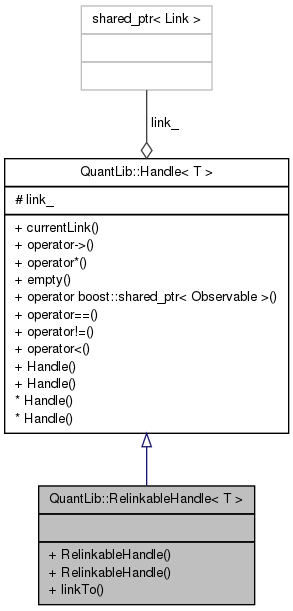 shared_ptr< Link >
link_
QuantLib::Handle< T >
# link_
+ currentLink()
+ operator->()
+ operator*()
+ empty()
+ operator boost::shared_ptr< Observable >()
+ operator==()
+ operator!=()
+ operator<()
+ Handle()
+ Handle()
* Handle()
* Handle()
QuantLib::RelinkableHandle< T >
+ RelinkableHandle()
+ RelinkableHandle()
+ linkTo()